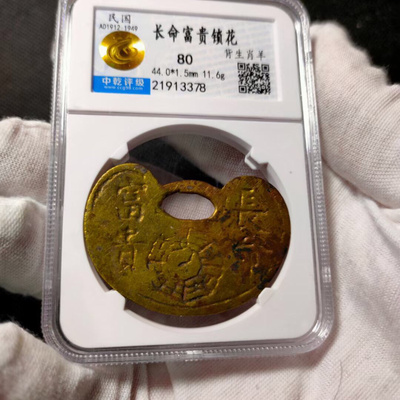 民国
AD1912-1949
中乾评级
长命富贵锁花
80
背生肖羊
44.0*1.5mm 11.6g
21913378
富貴
長命